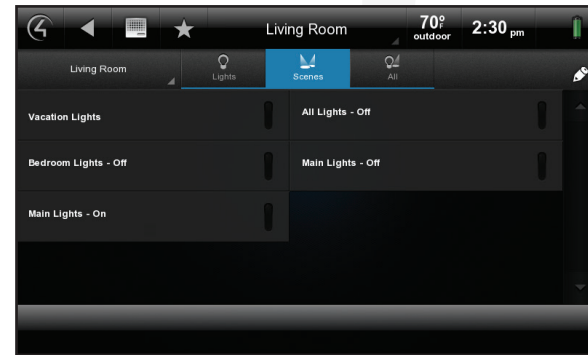 Living Room
70°F
outdoor
2:30 pm
Living Room
Lights
Scenes
All
Vacation Lights
All Lights - Off
Bedroom Lights - Off
Main Lights - Off
Main Lights - On